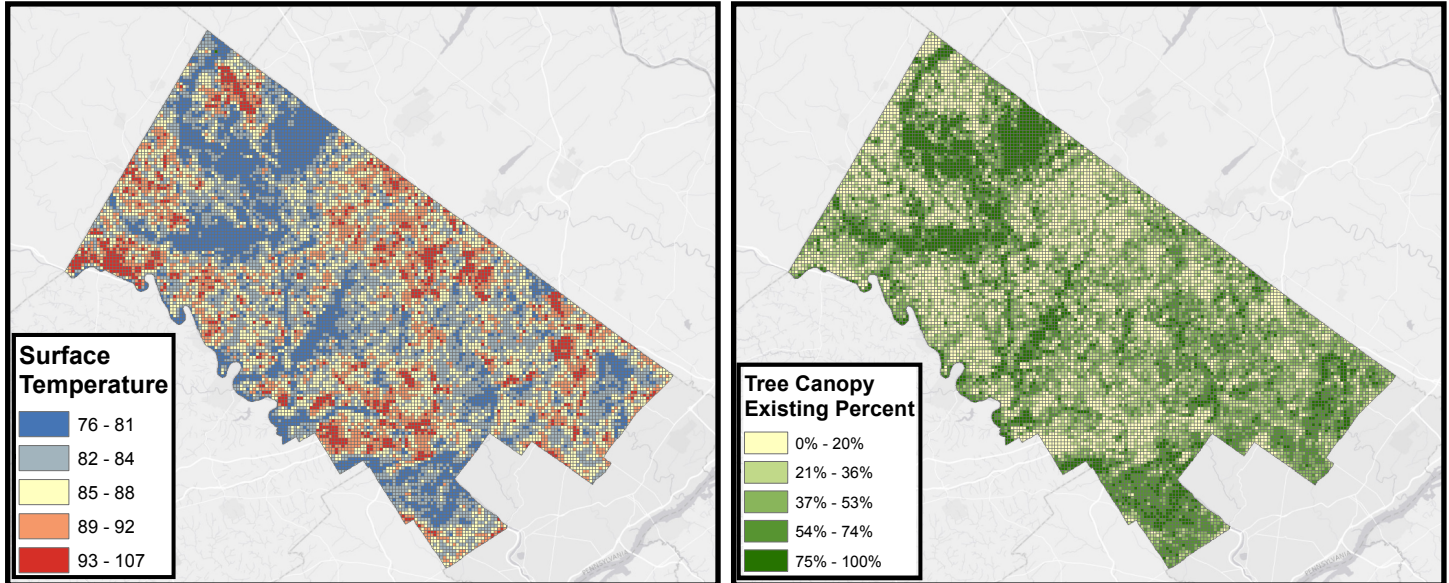 Surface
Temperature
76 - 81
82 - 84
85 - 88
89 - 92
93 - 107
Tree Canopy
Existing Percent
0% - 20%
21% - 36%
37% - 53%
54% - 74%
75% - 100%